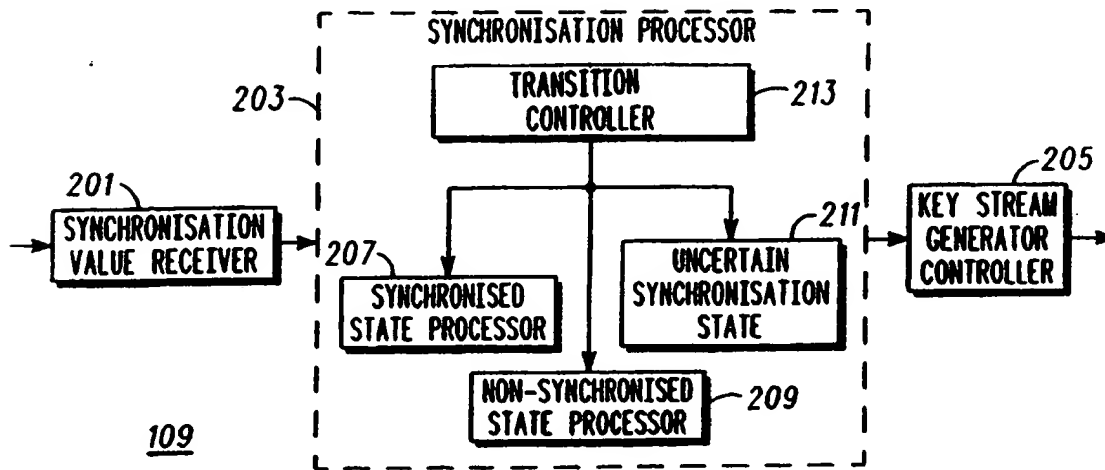 SYNCHRONISATION PROCESSOR
203
TRANSITION
CONTROLLER
213
201
SYNCHRONISATION
VALUE RECEIVER
207
SYNCHRONISED
STATE PROCESSOR
211
UNCERTAIN
SYNCHRONISATION
STATE
205
KEY STREAM
GENERATOR
CONTROLLER
NON-SYNCHRONISED
STATE PROCESSOR
209
109